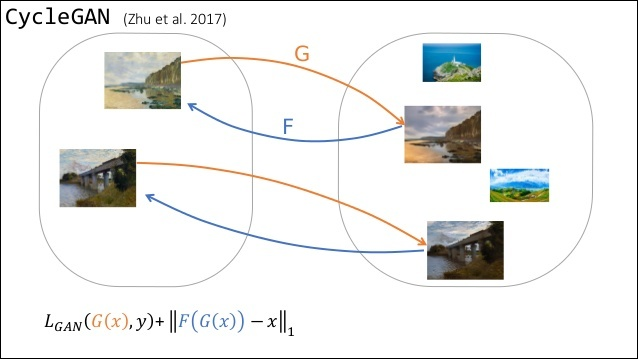 CycleGAN (Zhu et al. 2017)
G
F
L_GAN(G(x), y)+ ‖F(G(x)) − x‖₁